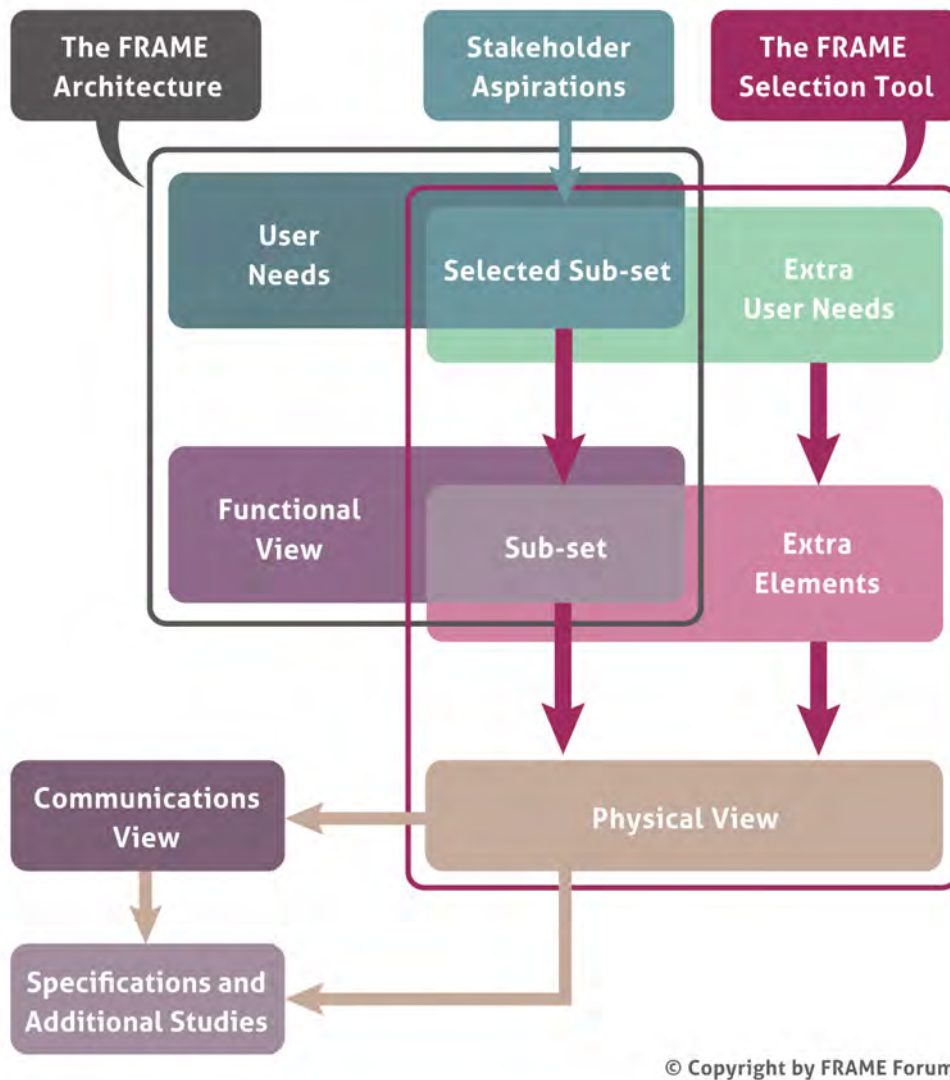 The FRAME
Architecture
Stakeholder
Aspirations
The FRAME
Selection Tool
User
Needs
Selected Sub-set
Extra
User Needs
Functional
View
Sub-set
Extra
Elements
Communications
View
Physical View
Specifications and
Additional Studies
© Copyright by FRAME Forum